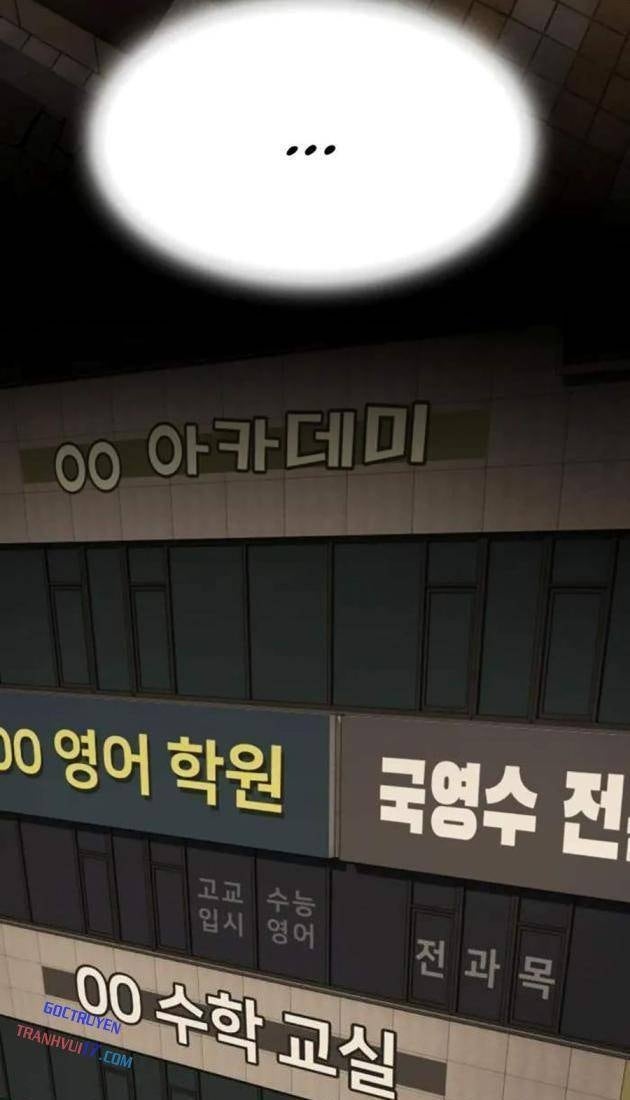 ...
OO 아카데미
OO 영어 학원
국영수 전
고교 수능
입시 영어
전과목
OO 수학 교실
GOCTRUYEN
TRANHVUI17.COM